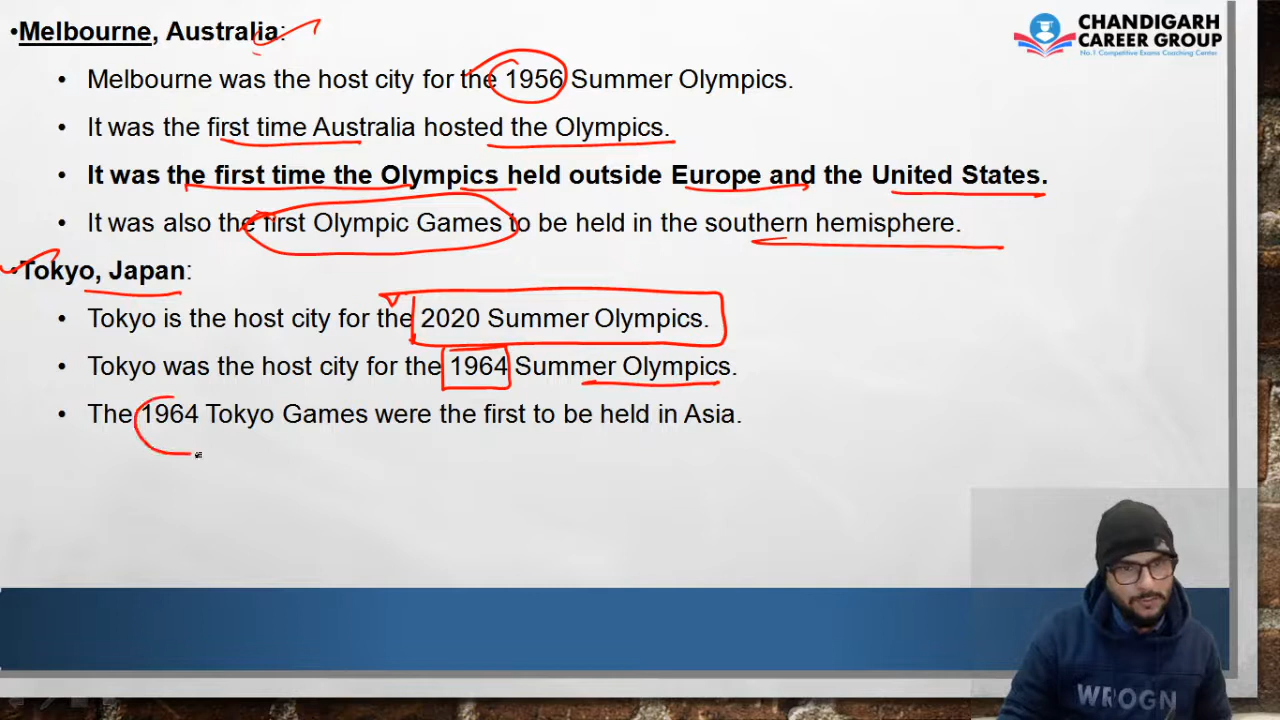 •Melbourne, Australia:
CHANDIGARH
CAREER GROUP
No.1 Competitive Exams Coaching Center
• Melbourne was the host city for the 1956 Summer Olympics.
• It was the first time Australia hosted the Olympics.
• It was the first time the Olympics held outside Europe and the United States.
• It was also the first Olympic Games to be held in the southern hemisphere.
•Tokyo, Japan:
• Tokyo is the host city for the 2020 Summer Olympics.
• Tokyo was the host city for the 1964 Summer Olympics.
• The 1964 Tokyo Games were the first to be held in Asia.
WROGN